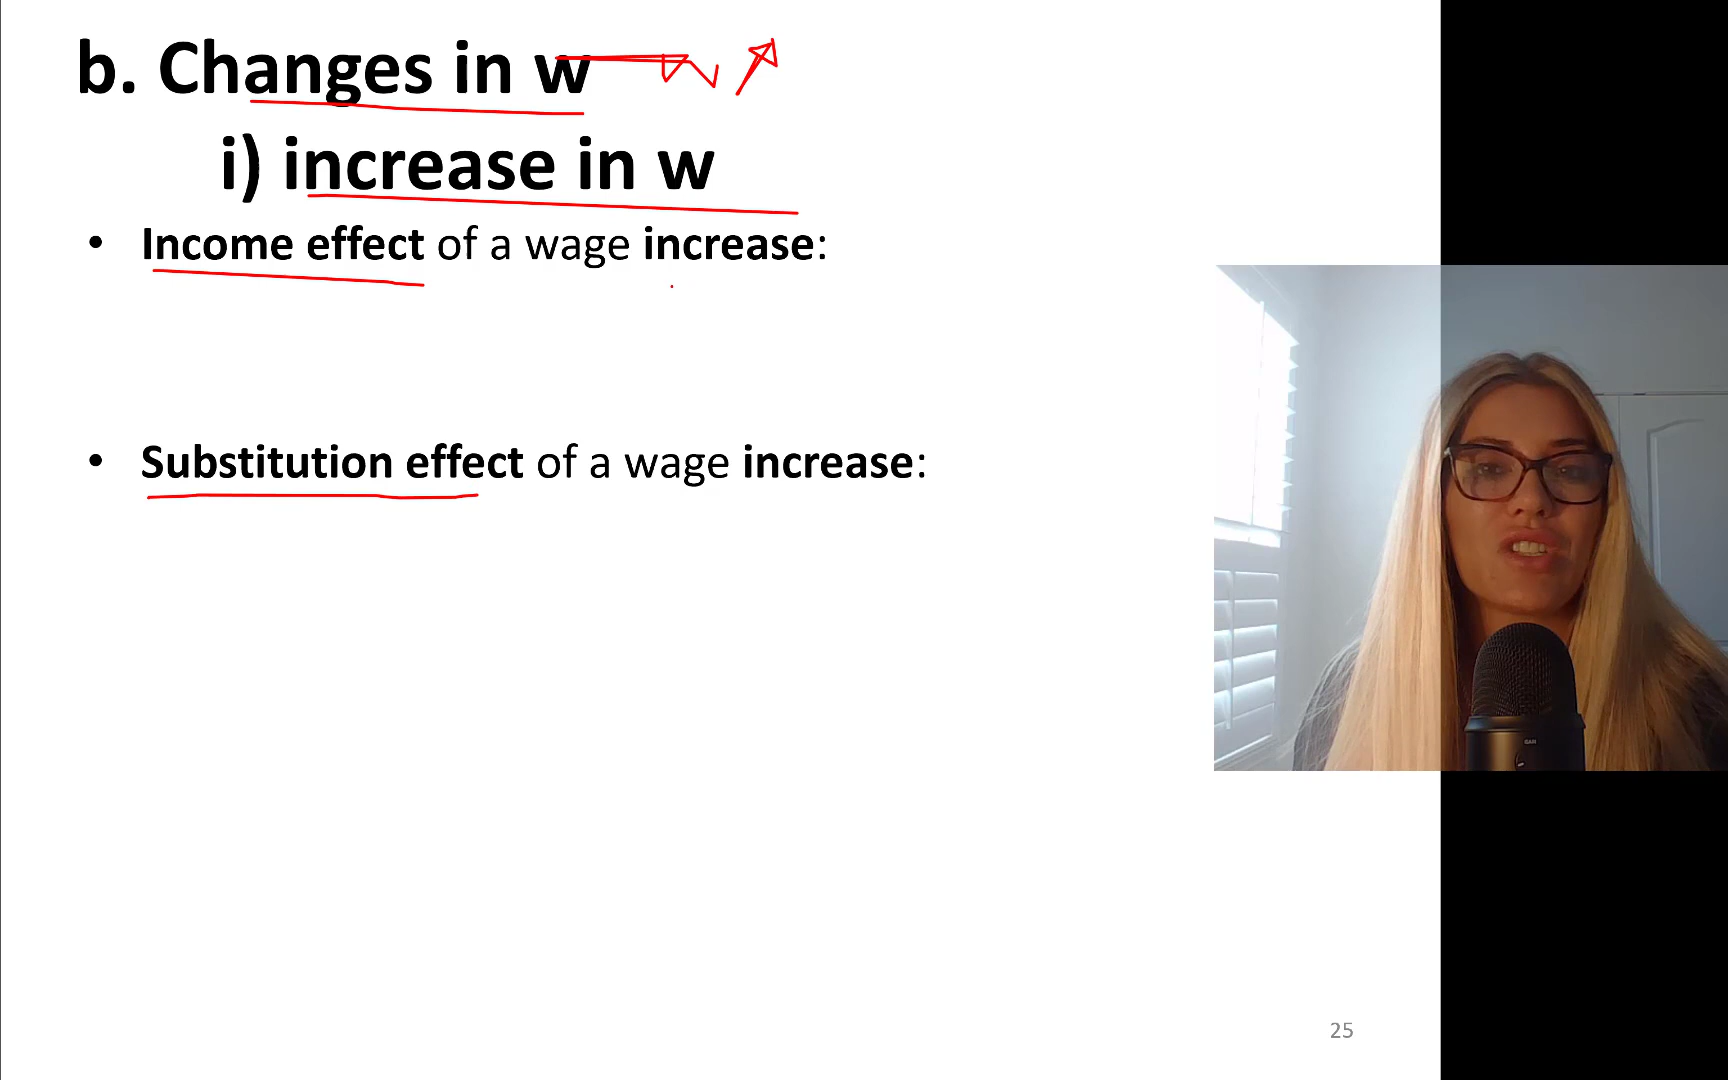 b. Changes in w w
i) increase in w
• Income effect of a wage increase:
• Substitution effect of a wage increase:
25